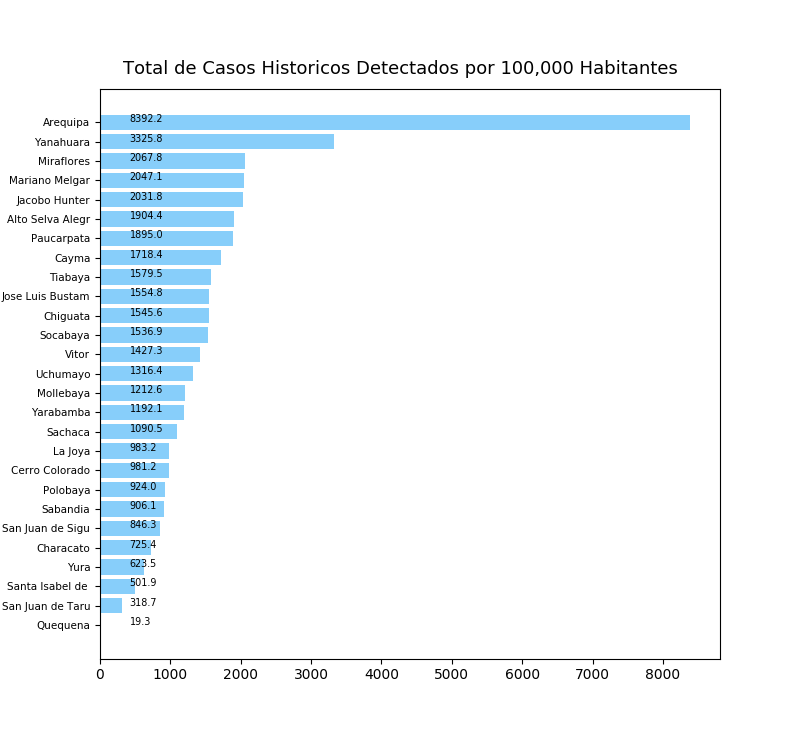 Total de Casos Historicos Detectados por 100,000 Habitantes
Arequipa 8392.2
Yanahuara 3325.8
Miraflores 2067.8
Mariano Melgar 2047.1
Jacobo Hunter 2031.8
Alto Selva Alegr 1904.4
Paucarpata 1895.0
Cayma 1718.4
Tiabaya 1579.5
Jose Luis Bustam 1554.8
Chiguata 1545.6
Socabaya 1536.9
Vitor 1427.3
Uchumayo 1316.4
Mollebaya 1212.6
Yarabamba 1192.1
Sachaca 1090.5
La Joya 983.2
Cerro Colorado 981.2
Polobaya 924.0
Sabandia 906.1
San Juan de Sigu 846.3
Characato 725.4
Yura 623.5
Santa Isabel de 501.9
San Juan de Taru 318.7
Quequena 19.3
0 1000 2000 3000 4000 5000 6000 7000 8000